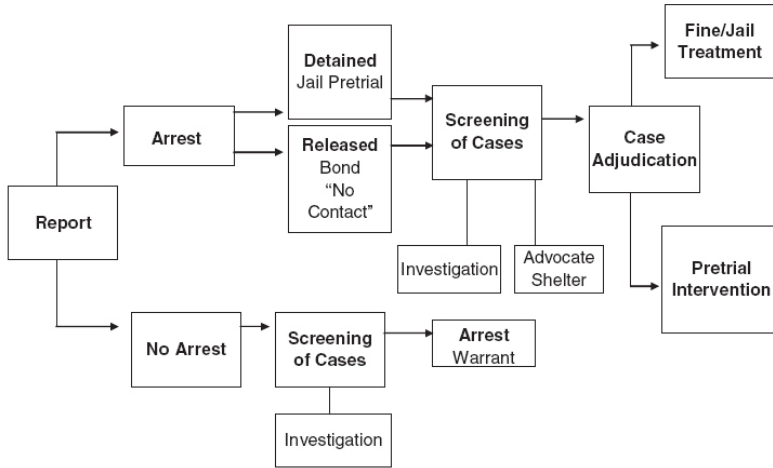 Fine/Jail
Treatment
Detained
Jail Pretrial
Screening
of Cases
Arrest
Released
Bond
“No
Contact”
Case
Adjudication
Report
Investigation
Advocate
Shelter
Pretrial
Intervention
No Arrest
Screening
of Cases
Arrest
Warrant
Investigation